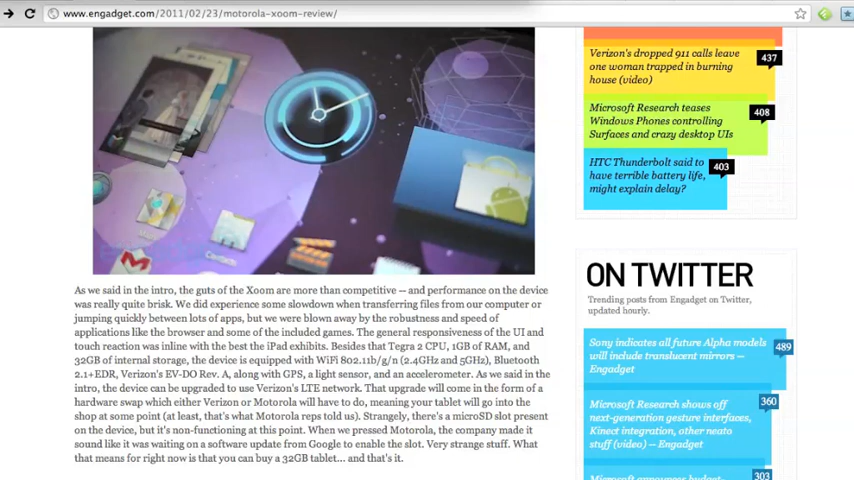 www.engadget.com/2011/02/23/motorola-xoom-review/
Contacts
As we said in the intro, the guts of the Xoom are more than competitive -- and performance on the device
was really quite brisk. We did experience some slowdown when transferring files from our computer or
jumping quickly between lots of apps, but we were blown away by the robustness and speed of
applications like the browser and some of the included games. The general responsiveness of the UI and
touch reaction was inline with the best the iPad exhibits. Besides that Tegra 2 CPU, 1GB of RAM, and
32GB of internal storage, the device is equipped with WiFi 802.11b/g/n (2.4GHz and 5GHz), Bluetooth
2.1+EDR, Verizon's EV-DO Rev. A, along with GPS, a light sensor, and an accelerometer. As we said in the
intro, the device can be upgraded to use Verizon's LTE network. That upgrade will come in the form of a
hardware swap which either Verizon or Motorola will have to do, meaning your tablet will go into the
shop at some point (at least, that's what Motorola reps told us). Strangely, there's a microSD slot present
on the device, but it's non-functioning at this point. When we pressed Motorola, the company made it
sound like it was waiting on a software update from Google to enable the slot. Very strange stuff. What
that means for right now is that you can buy a 32GB tablet... and that's it.
Verizon's dropped 911 calls leave
one woman trapped in burning
house (video)
437
Microsoft Research teases
Windows Phones controlling
Surfaces and crazy desktop UIs
408
HTC Thunderbolt said to
have terrible battery life,
might explain delay?
403
ON TWITTER
Trending posts from Engadget on Twitter,
updated hourly.
Sony indicates all future Alpha models
will include translucent mirrors --
Engadget
489
Microsoft Research shows off
next-generation gesture interfaces,
Kinect integration, other neato
stuff (video) -- Engadget
360
Microsoft announces budget-
303